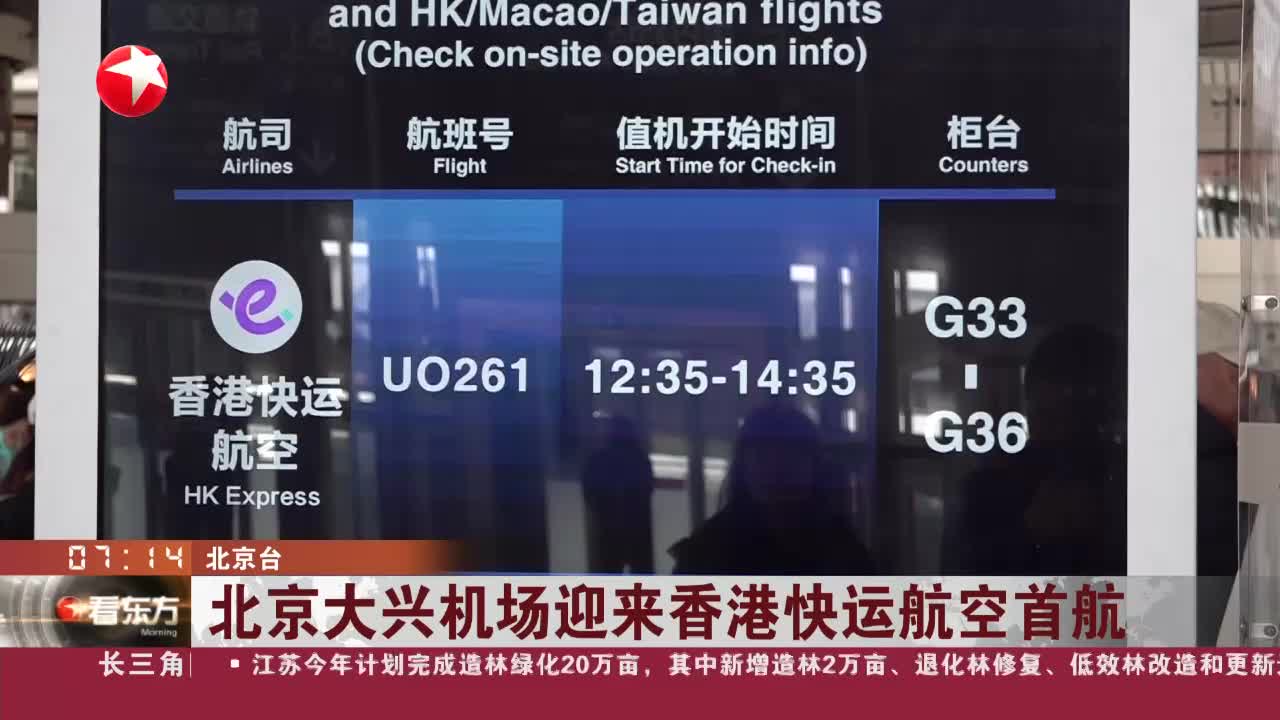 and HK/Macao/Taiwan flights
(Check on-site operation info)
航司 航班号 值机开始时间 柜台
Airlines Flight Start Time for Check-in Counters
香港快运
航空
HK Express
UO261
12:35-14:35
G33
-
G36
07:14 北京台
看东方
Morning
北京大兴机场迎来香港快运航空首航
长三角 ▪ 江苏今年计划完成造林绿化20万亩，其中新增造林2万亩、退化林修复、低效林改造和更新